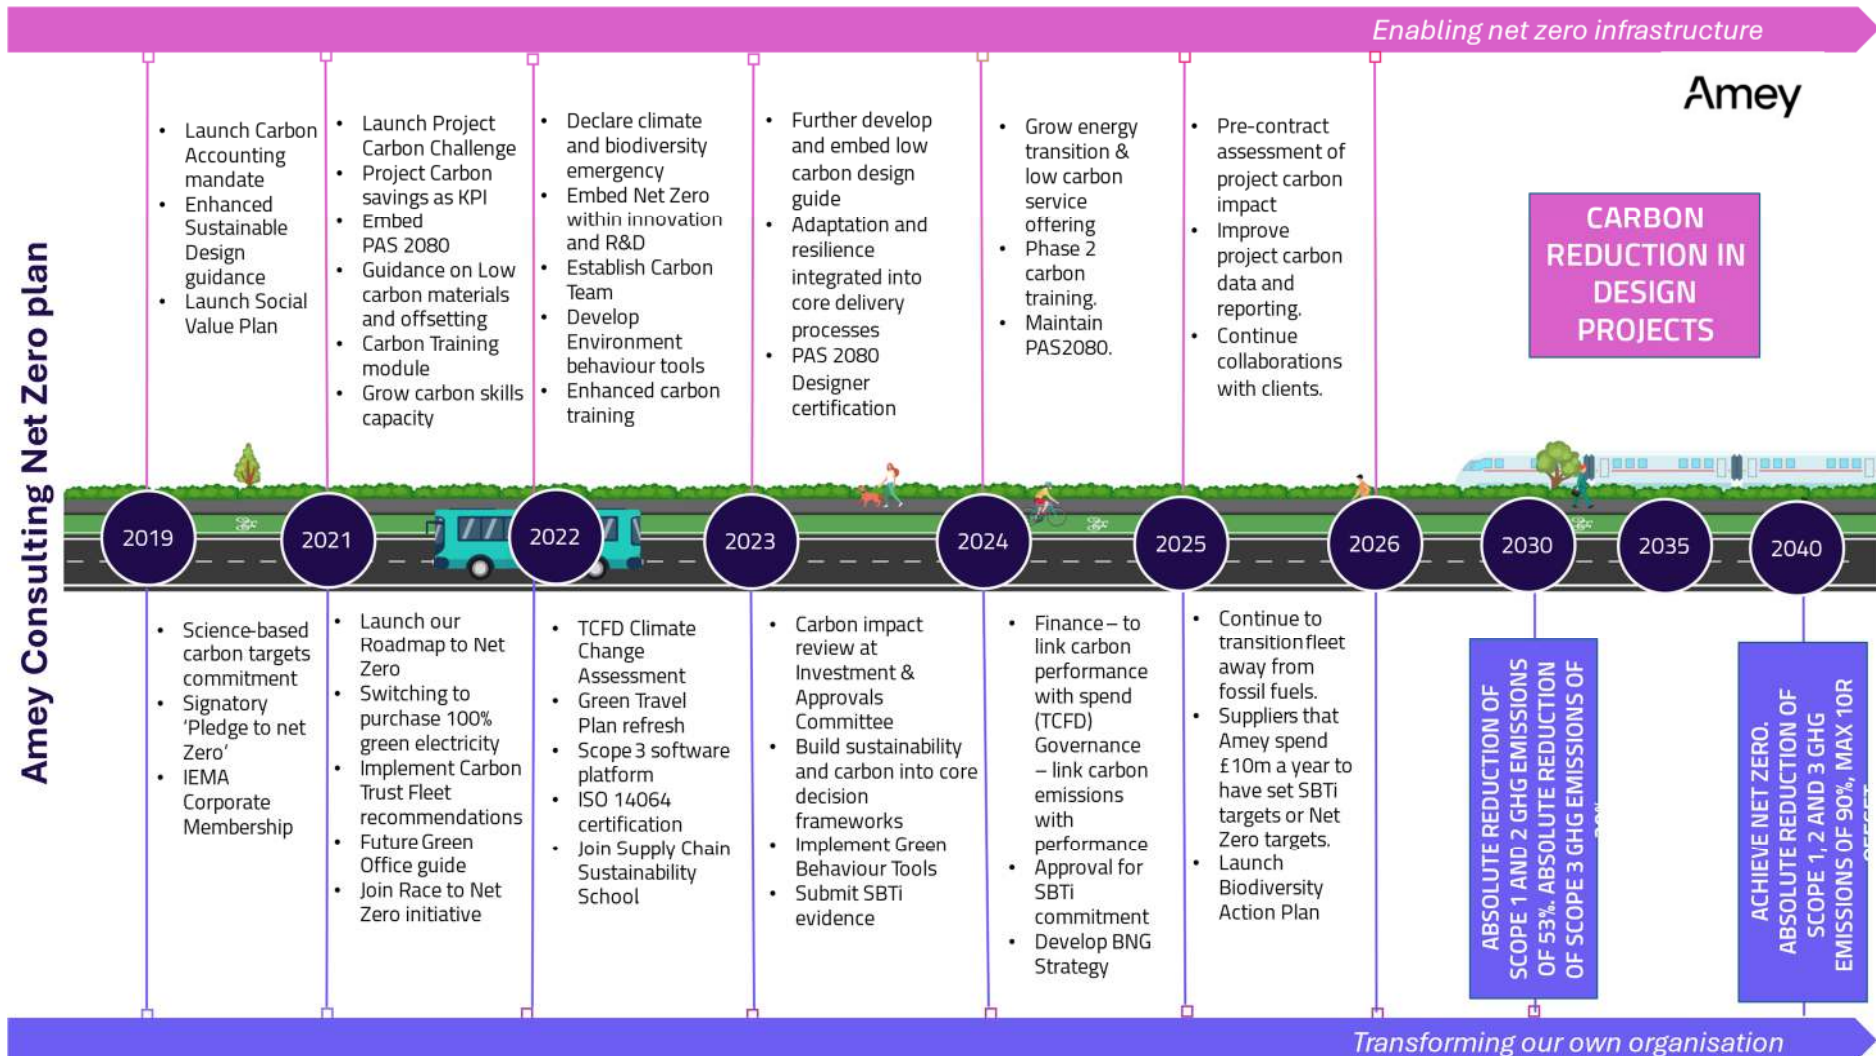 Enabling net zero infrastructure
Amey
Amey Consulting Net Zero plan
• Launch Carbon
Accounting
mandate
• Enhanced
Sustainable
Design
guidance
• Launch Social
Value Plan
• Launch Project
Carbon Challenge
• Project Carbon
savings as KPI
• Embed
PAS 2080
• Guidance on Low
carbon materials
and offsetting
• Carbon Training
module
• Grow carbon skills
capacity
• Declare climate
and biodiversity
emergency
• Embed Net Zero
within innovation
and R&D
• Establish Carbon
Team
• Develop
Environment
behaviour tools
• Enhanced carbon
training
• Further develop
and embed low
carbon design
guide
• Adaptation and
resilience
integrated into
core delivery
processes
• PAS 2080
Designer
certification
• Grow energy
transition &
low carbon
service
offering
• Phase 2
carbon
training.
• Maintain
PAS2080.
• Pre-contract
assessment of
project carbon
impact
• Improve
project carbon
data and
reporting.
• Continue
collaborations
with clients.
CARBON
REDUCTION IN
DESIGN
PROJECTS
2019
2021
2022
2023
2024
2025
2026
2030
2035
2040
• Science-based
carbon targets
commitment
• Signatory
‘Pledge to net
Zero’
• IEMA
Corporate
Membership
• Launch our
Roadmap to Net
Zero
• Switching to
purchase 100%
green electricity
• Implement Carbon
Trust Fleet
recommendations
• Future Green
Office guide
• Join Race to Net
Zero initiative
• TCFD Climate
Change
Assessment
• Green Travel
Plan refresh
• Scope 3 software
platform
• ISO 14064
certification
• Join Supply Chain
Sustainability
School
• Carbon impact
review at
Investment &
Approvals
Committee
• Build sustainability
and carbon into core
decision
frameworks
• Implement Green
Behaviour Tools
• Submit SBTi
evidence
• Finance – to
link carbon
performance
with spend
(TCFD)
Governance
– link carbon
emissions
with
performance
• Approval for
SBTi
commitment
• Develop BNG
Strategy
• Continue to
transition fleet
away from
fossil fuels.
• Suppliers that
Amey spend
£10m a year to
have set SBTi
targets or Net
Zero targets.
• Launch
Biodiversity
Action Plan
ABSOLUTE REDUCTION OF
SCOPE 1 AND 2 GHG EMISSIONS
OF 53%. ABSOLUTE REDUCTION
OF SCOPE 3 GHG EMISSIONS OF
ACHIEVE NET ZERO.
ABSOLUTE REDUCTION OF
SCOPE 1, 2 AND 3 GHG
EMISSIONS OF 90%, MAX 10R
Transforming our own organisation